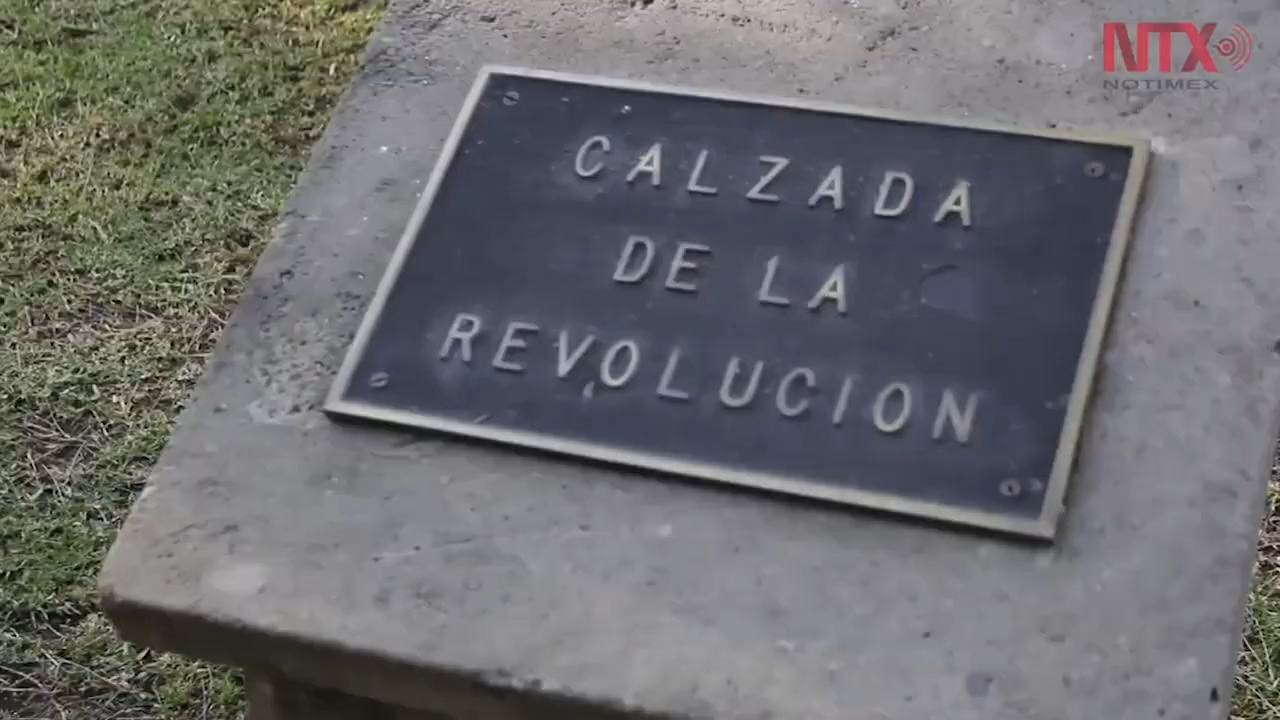 NTX
NOTIMEX
CALZADA
DE LA
REVOLUCION